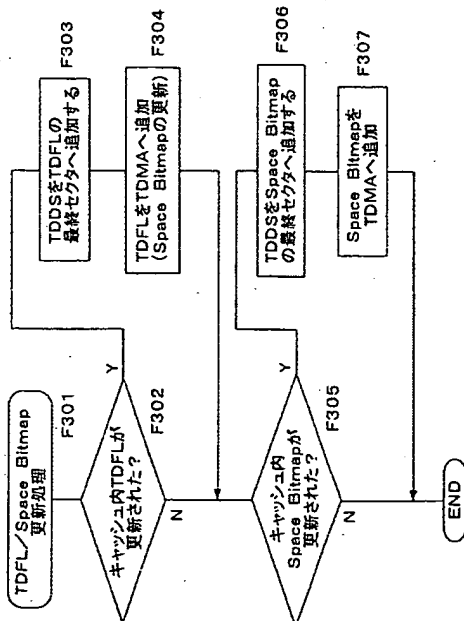 TDFL／Space Bitmap
更新処理
F301
キャッシュ内TDFLが
更新された？
F302
Y
N
TDDSをTDFLの
最終セクタへ追加する
F303
TDFLをTDMAへ追加
(Space Bitmapの更新)
F304
キャッシュ内
Space Bitmapが
更新された？
F305
Y
N
TDDSをSpace Bitmap
の最終セクタへ追加する
F306
Space Bitmapを
TDMAへ追加
F307
END